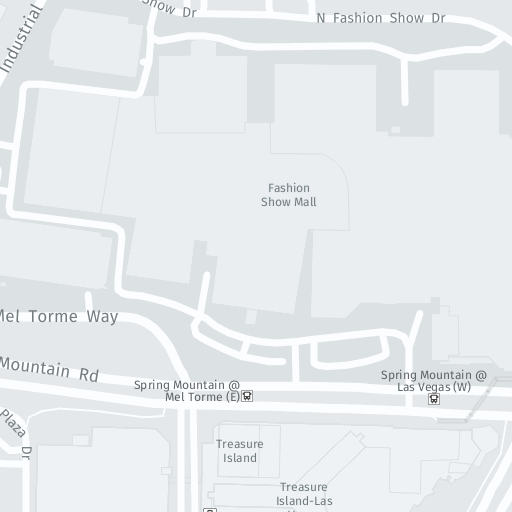 Show Dr
N Fashion Show Dr
Industrial
Fashion
Show Mall
Mel Torme Way
Mountain Rd
Spring Mountain @
Mel Torme (E)
Spring Mountain @
Las Vegas (W)
Plaza Dr
Treasure
Island
Treasure
Island-Las